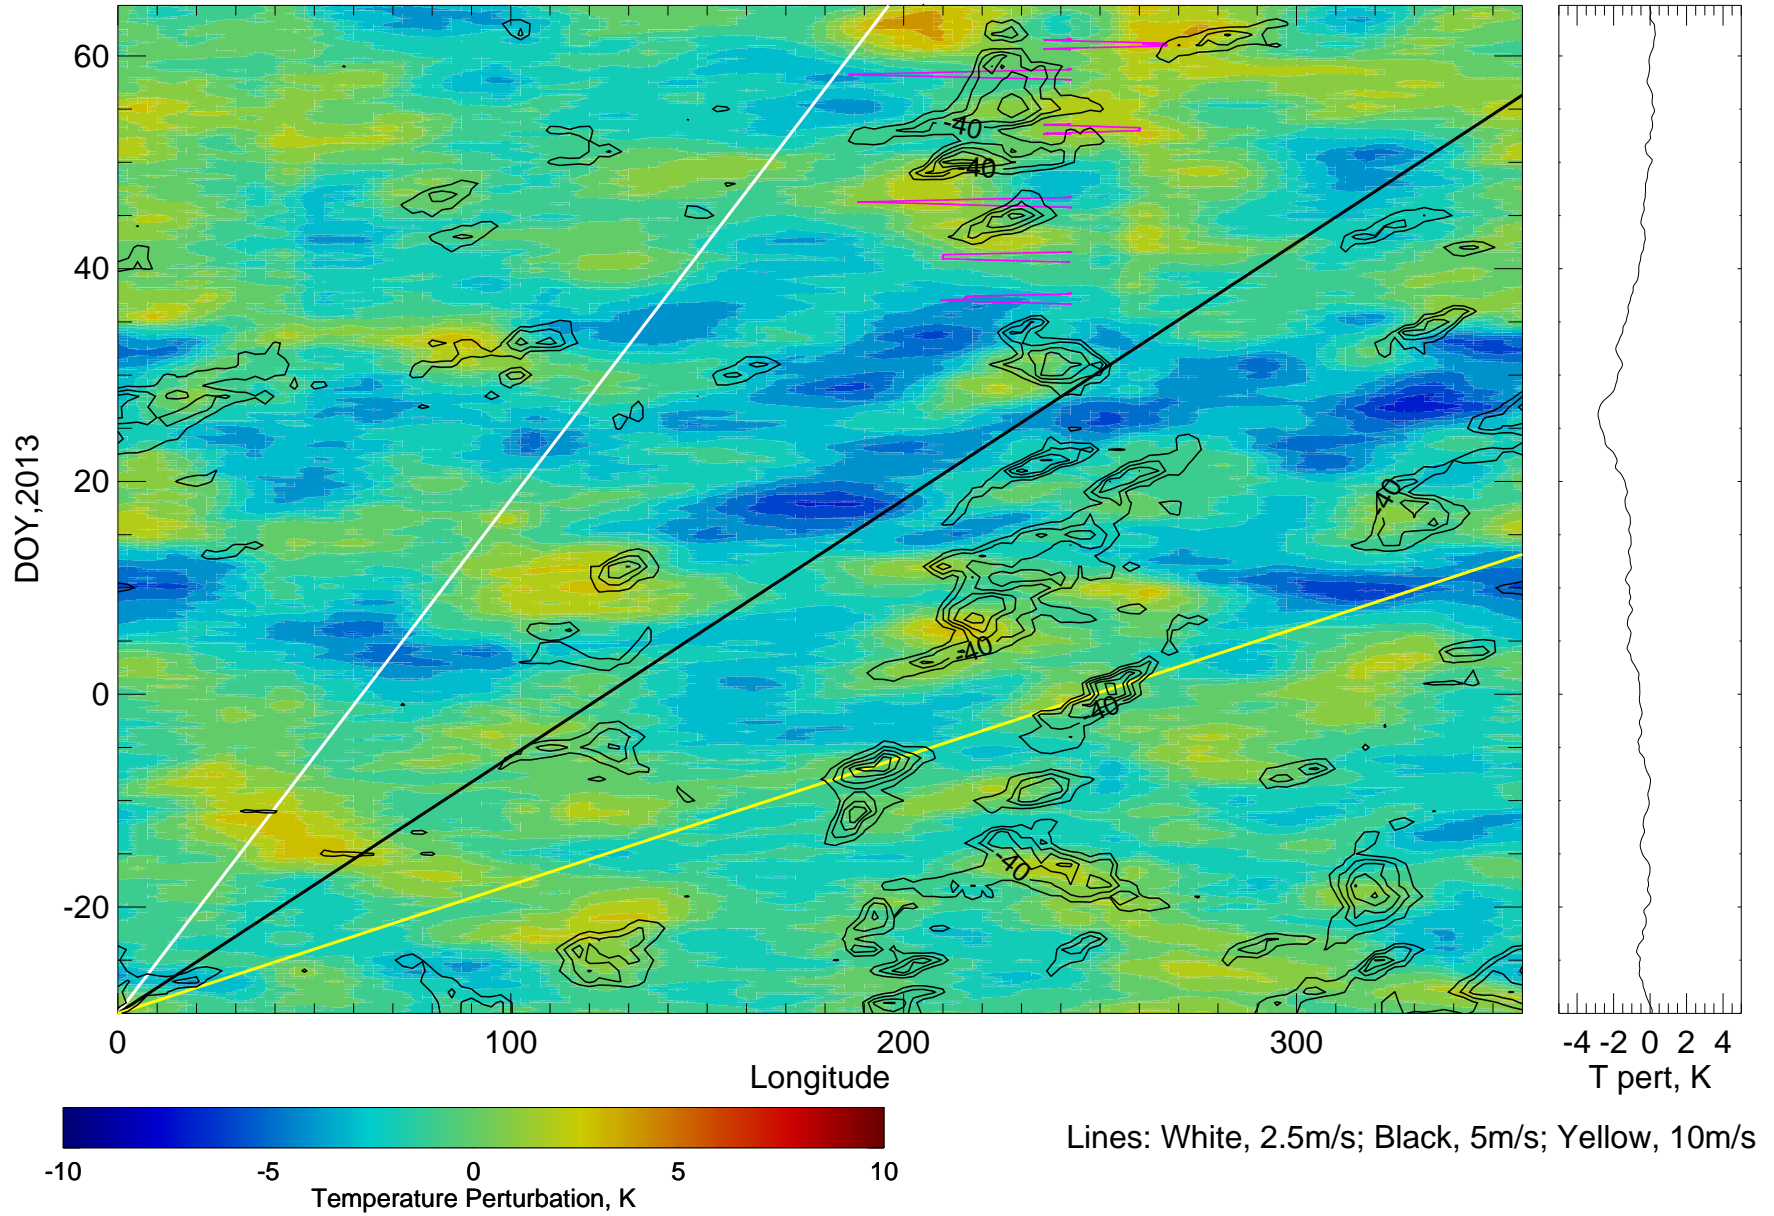 60
40
20
0
-20
DOY,2013
-40
-40
-40
-40
-40
-40
0 100 200 300
Longitude
-4 -2 0 2 4
T pert, K
-10 -5 0 5 10
Temperature Perturbation, K
Lines: White, 2.5m/s; Black, 5m/s; Yellow, 10m/s